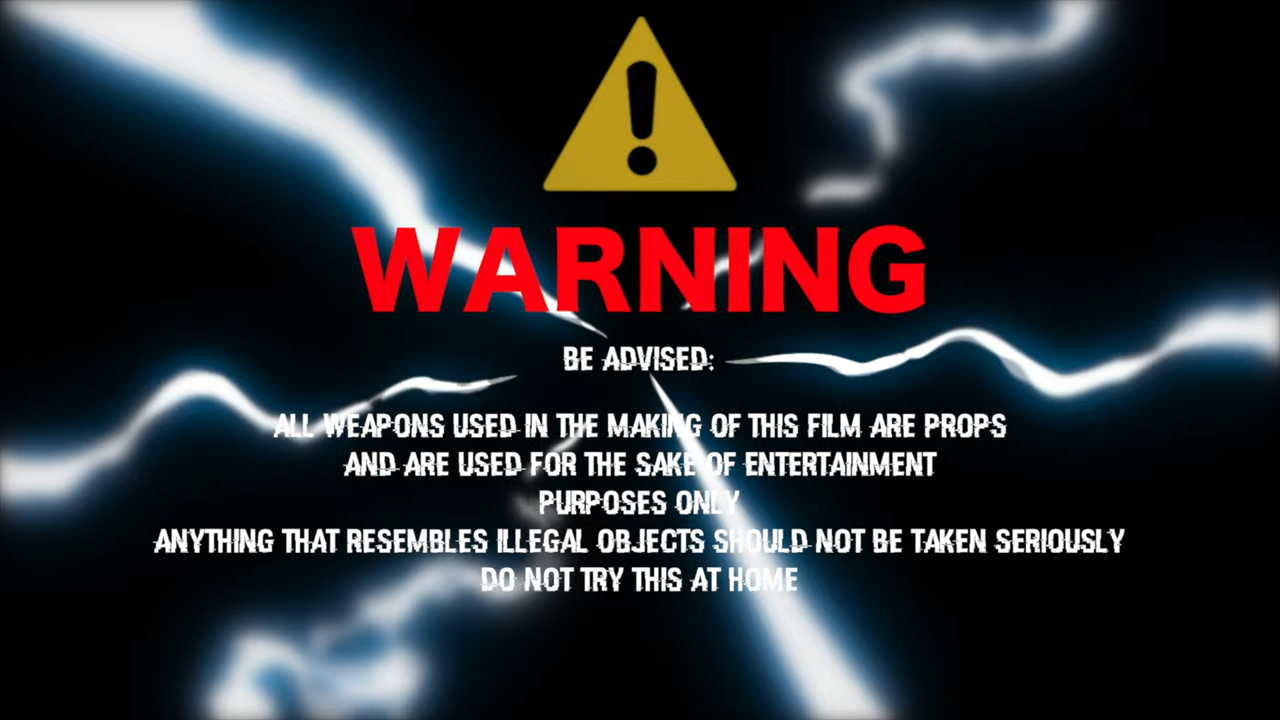 WARNING
BE ADVISED:
ALL WEAPONS USED IN THE MAKING OF THIS FILM ARE PROPS
AND ARE USED FOR THE SAKE OF ENTERTAINMENT
PURPOSES ONLY
ANYTHING THAT RESEMBLES ILLEGAL OBJECTS SHOULD NOT BE TAKEN SERIOUSLY
DO NOT TRY THIS AT HOME